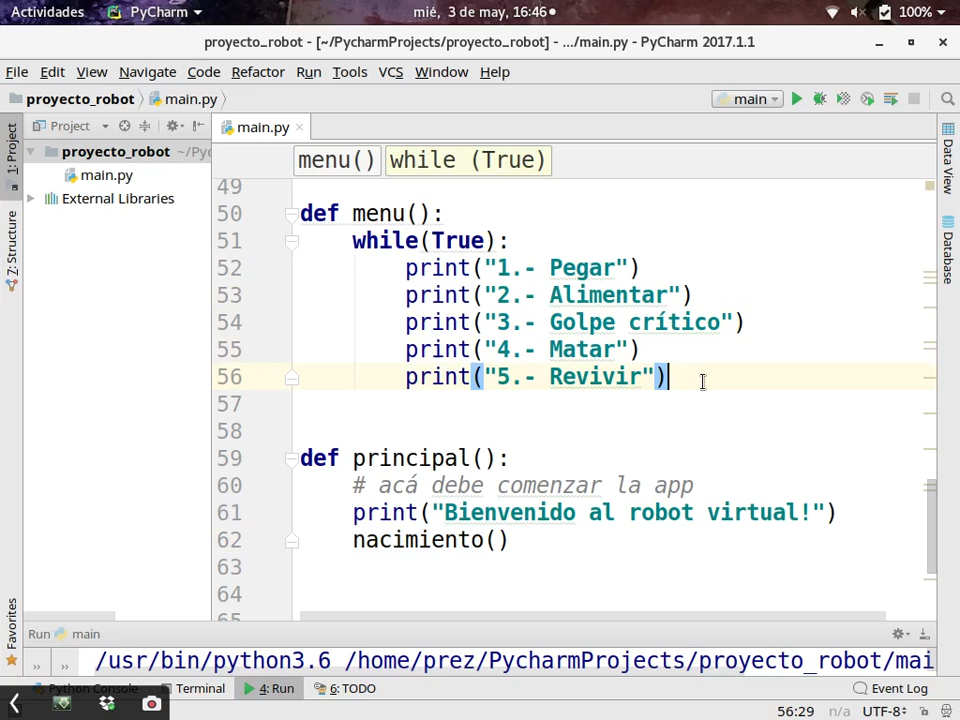 Actividades PyCharm mié, 3 de may, 16:46 100%
proyecto_robot - [~/PycharmProjects/proyecto_robot] - .../main.py - PyCharm 2017.1.1
File Edit View Navigate Code Refactor Run Tools VCS Window Help
proyecto_robot main.py main
1: Project
7: Structure
Favorites
Project
proyecto_robot ~/Pyc
main.py
External Libraries
main.py
menu() while (True)
49
50 def menu():
51 while(True):
52 print("1.- Pegar")
53 print("2.- Alimentar")
54 print("3.- Golpe crítico")
55 print("4.- Matar")
56 print("5.- Revivir")
57
58
59 def principal():
60 # acá debe comenzar la app
61 print("Bienvenido al robot virtual!")
62 nacimiento()
63
64
65
Data View
Database
Run main
/usr/bin/python3.6 /home/prez/PycharmProjects/proyecto_robot/mai
Python Console Terminal 4: Run 6: TODO Event Log
56:29 n/a UTF-8